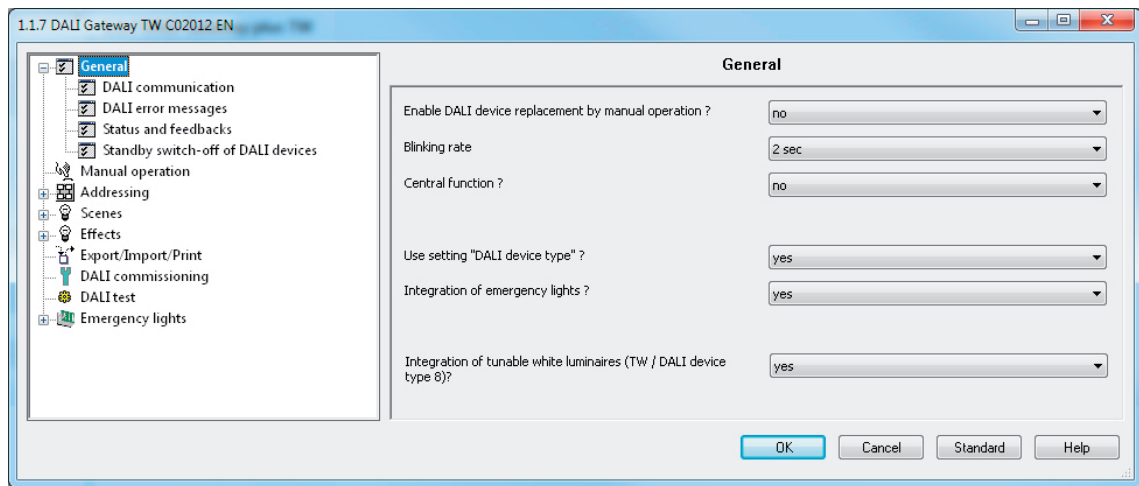 1.1.7 DALI Gateway TW C02012 EN
General
DALI communication
DALI error messages
Status and feedbacks
Standby switch-off of DALI devices
Manual operation
Addressing
Scenes
Effects
Export/Import/Print
DALI commissioning
DALI test
Emergency lights
General
Enable DALI device replacement by manual operation ?
no
Blinking rate
2 sec
Central function ?
no
Use setting "DALI device type" ?
yes
Integration of emergency lights ?
yes
Integration of tunable white luminaires (TW / DALI device
type 8)?
yes
OK
Cancel
Standard
Help